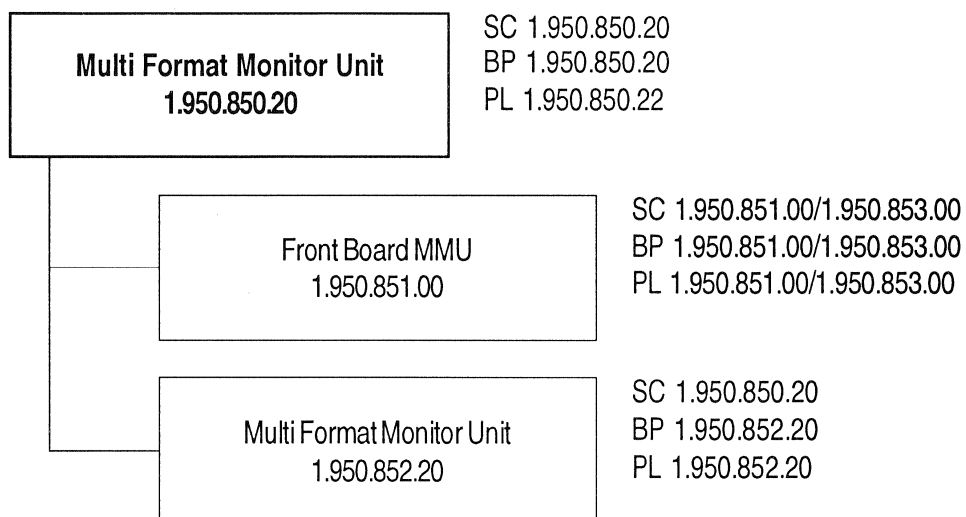 Multi Format Monitor Unit
1.950.850.20
SC 1.950.850.20
BP 1.950.850.20
PL 1.950.850.22
Front Board MMU
1.950.851.00
SC 1.950.851.00/1.950.853.00
BP 1.950.851.00/1.950.853.00
PL 1.950.851.00/1.950.853.00
Multi Format Monitor Unit
1.950.852.20
SC 1.950.850.20
BP 1.950.852.20
PL 1.950.852.20